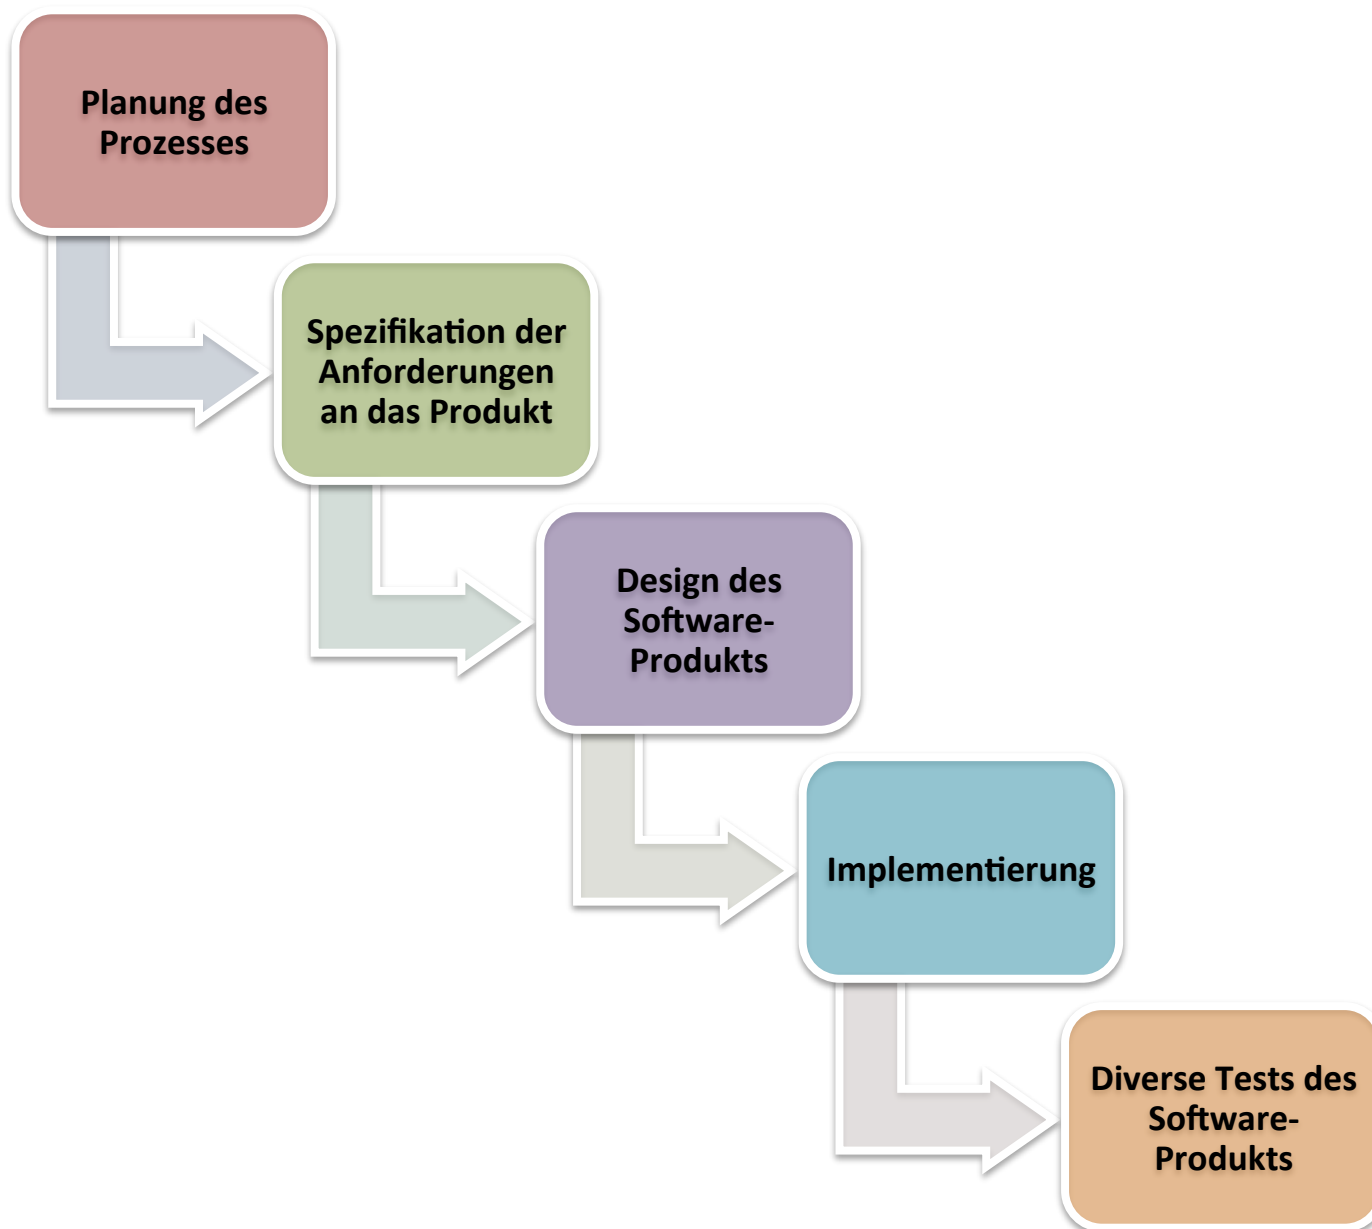 Planung des
Prozesses
Spezifikation der
Anforderungen
an das Produkt
Design des
Software-
Produkts
Implementierung
Diverse Tests des
Software-
Produkts